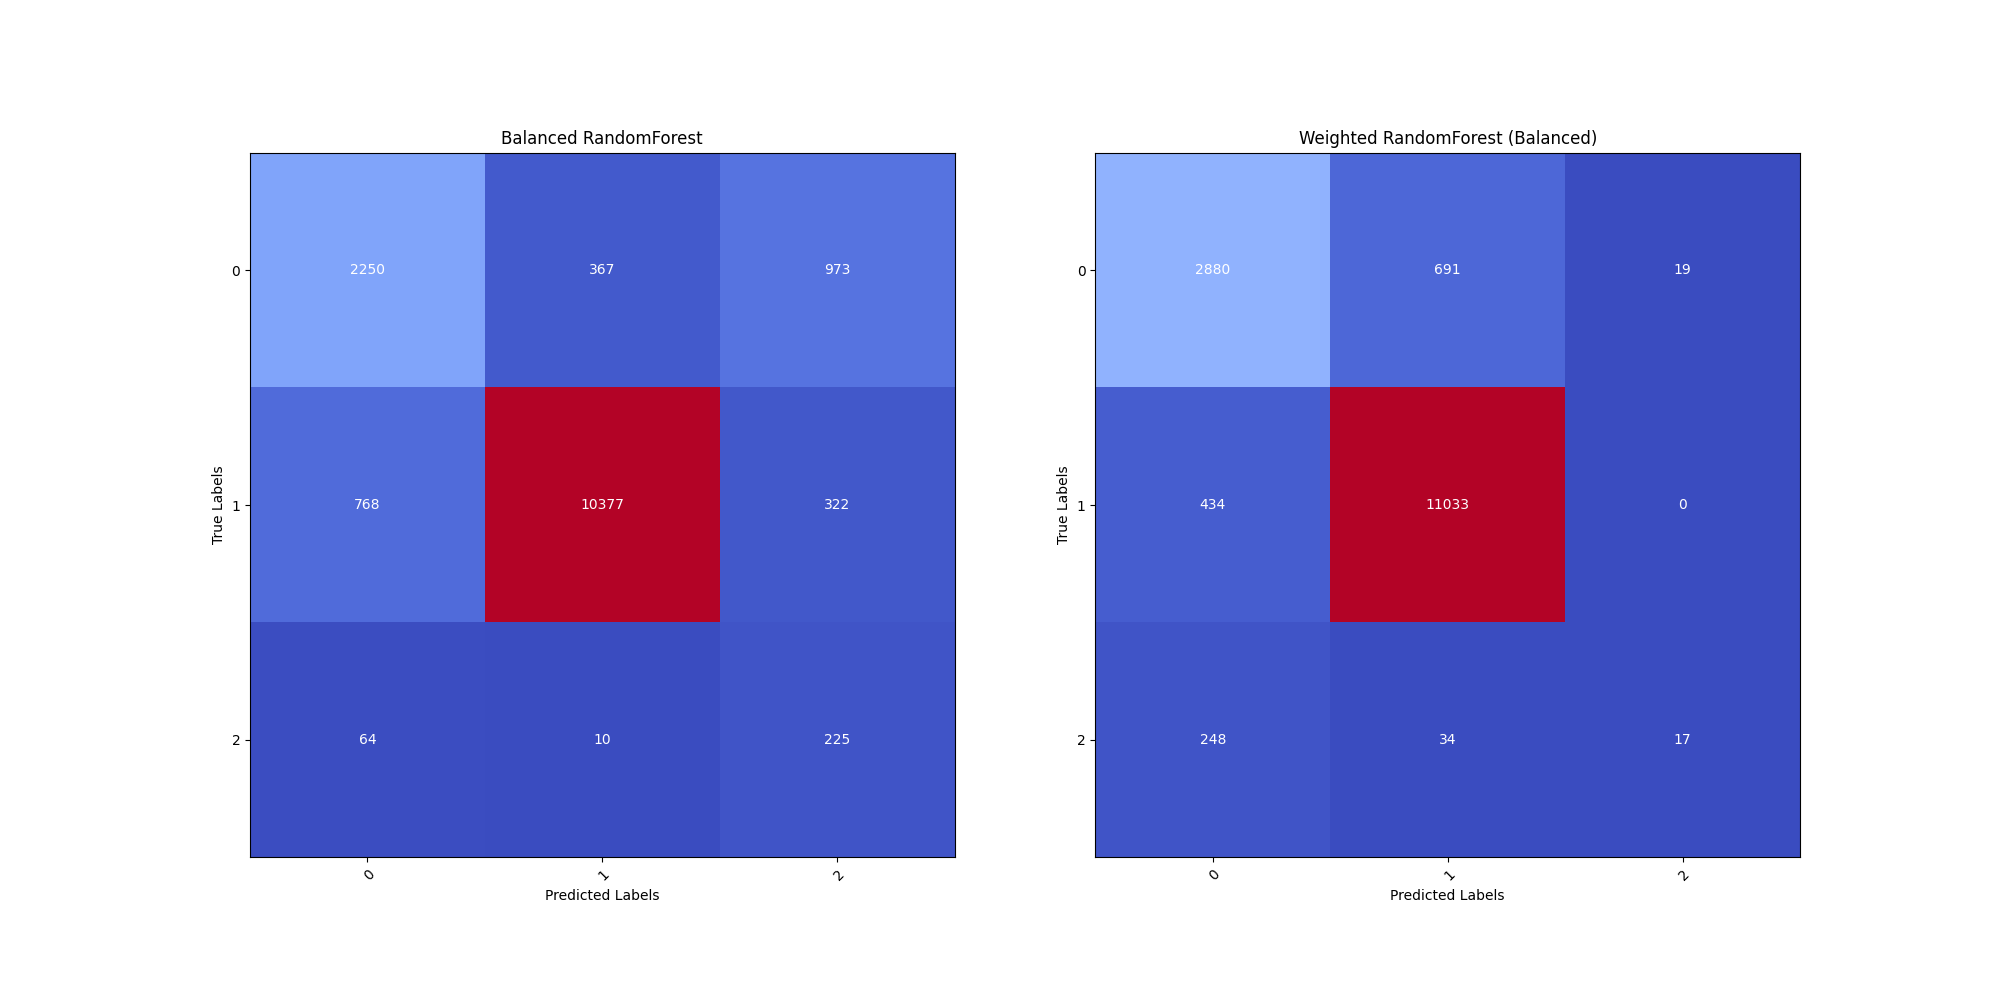 Balanced RandomForest
True Labels
0
2250 367 973
1
768 10377 322
2
64 10 225
0 1 2
Predicted Labels
Weighted RandomForest (Balanced)
True Labels
0
2880 691 19
1
434 11033 0
2
248 34 17
0 1 2
Predicted Labels